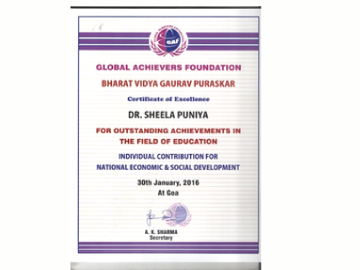 GAF
GLOBAL ACHIEVERS FOUNDATION
BHARAT VIDYA GAURAV PURASKAR
Certificate of Excellence
DR. SHEELA PUNIYA
FOR OUTSTANDING ACHIEVEMENTS IN
THE FIELD OF EDUCATION
INDIVIDUAL CONTRIBUTION FOR
NATIONAL ECONOMIC & SOCIAL DEVELOPMENT
30th January, 2016
At Goa
A. K. SHARMA
Secretary